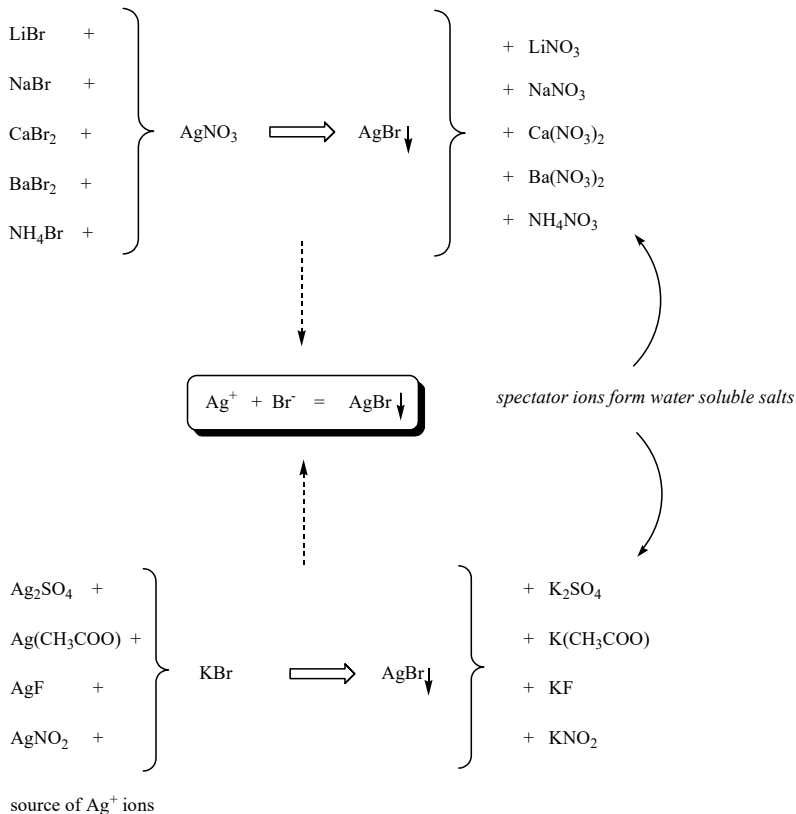 LiBr +
NaBr +
CaBr₂ +
BaBr₂ +
NH₄Br +
AgNO₃ AgBr
+ LiNO₃
+ NaNO₃
+ Ca(NO₃)₂
+ Ba(NO₃)₂
+ NH₄NO₃
Ag⁺ + Br⁻ = AgBr
spectator ions form water soluble salts
Ag₂SO₄ +
Ag(CH₃COO) +
AgF +
AgNO₂ +
KBr AgBr
+ K₂SO₄
+ K(CH₃COO)
+ KF
+ KNO₂
source of Ag⁺ ions